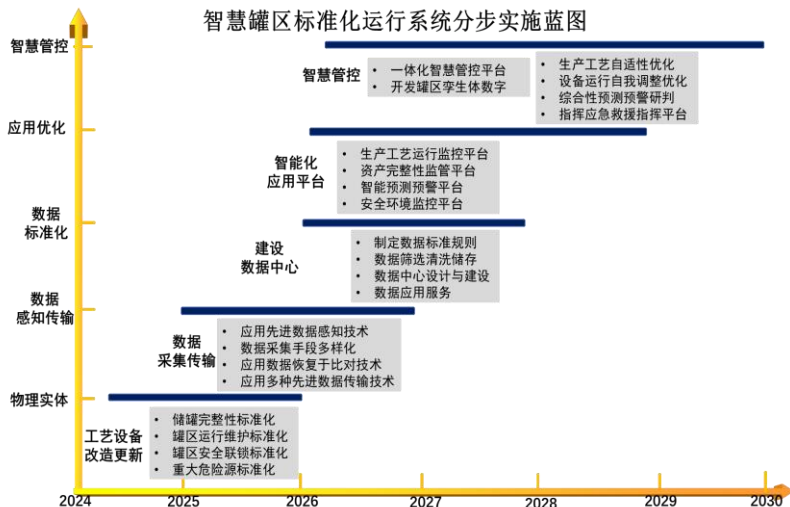 智慧罐区标准化运行系统分步实施蓝图
智慧管控
智慧管控
• 一体化智慧管控平台
• 开发罐区孪生体数字
• 生产工艺自适性优化
• 设备运行自我调整优化
• 综合性预测预警研判
• 指挥应急救援指挥平台
应用优化
智能化
应用平台
• 生产工艺运行监控平台
• 资产完整性监管平台
• 智能预测预警平台
• 安全环境监控平台
数据
标准化
建设
数据中心
• 制定数据标准规则
• 数据筛选清洗储存
• 数据中心设计与建设
• 数据应用服务
数据
感知传输
数据
采集传输
• 应用先进数据感知技术
• 数据采集手段多样化
• 应用数据恢复于比对技术
• 应用多种先进数据传输技术
物理实体
工艺设备
改造更新
• 储罐完整性标准化
• 罐区运行维护标准化
• 罐区安全联锁标准化
• 重大危险源标准化
2024 2025 2026 2027 2028 2029 2030